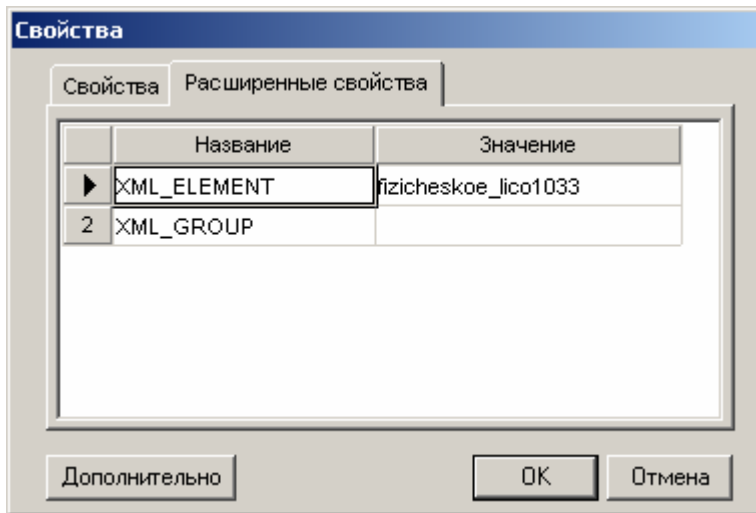 Свойства
Свойства Расширенные свойства
Название Значение
XML_ELEMENT fizicheskoe_lico1033
2 XML_GROUP
Дополнительно OK Отмена